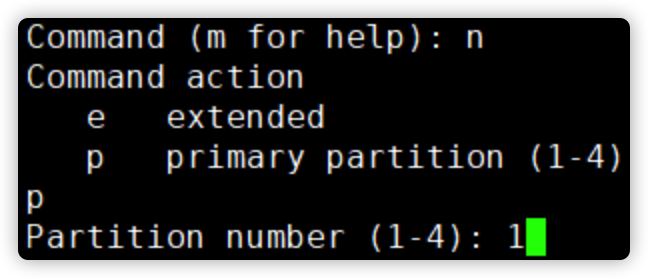 Command (m for help): n
Command action
   e   extended
   p   primary partition (1-4)
p
Partition number (1-4): 1